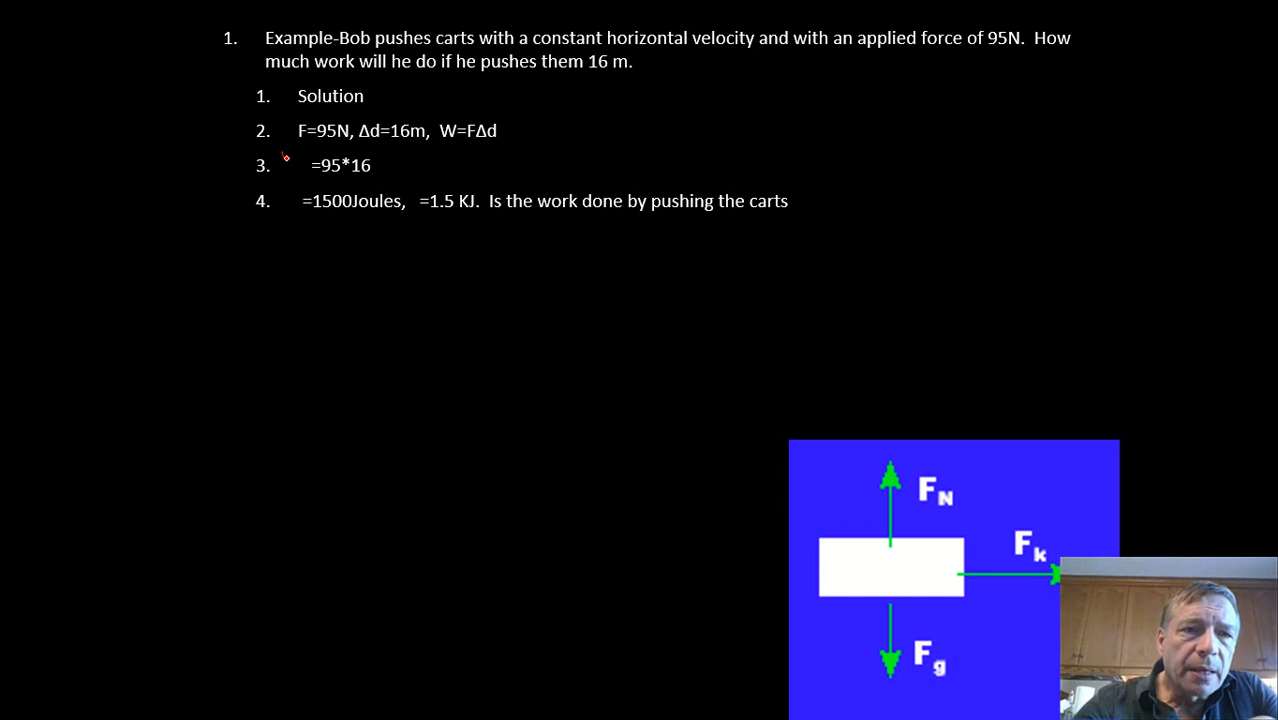 1. Example-Bob pushes carts with a constant horizontal velocity and with an applied force of 95N. How
much work will he do if he pushes them 16 m.
1. Solution
2. F=95N, Δd=16m, W=FΔd
3. =95*16
4. =1500Joules, =1.5 KJ. Is the work done by pushing the carts
FN
Fk
Fg